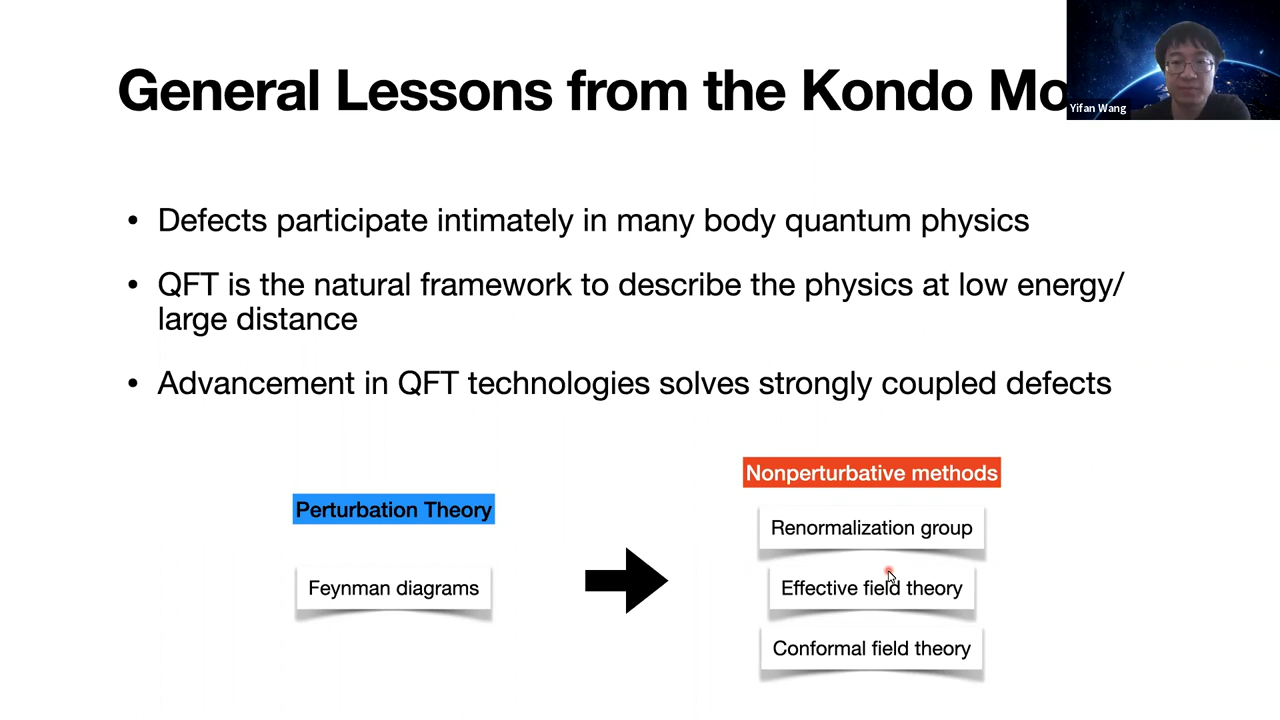 General Lessons from the Kondo Mo
Yifan Wang
• Defects participate intimately in many body quantum physics
• QFT is the natural framework to describe the physics at low energy/
large distance
• Advancement in QFT technologies solves strongly coupled defects
Perturbation Theory
Feynman diagrams
Nonperturbative methods
Renormalization group
Effective field theory
Conformal field theory